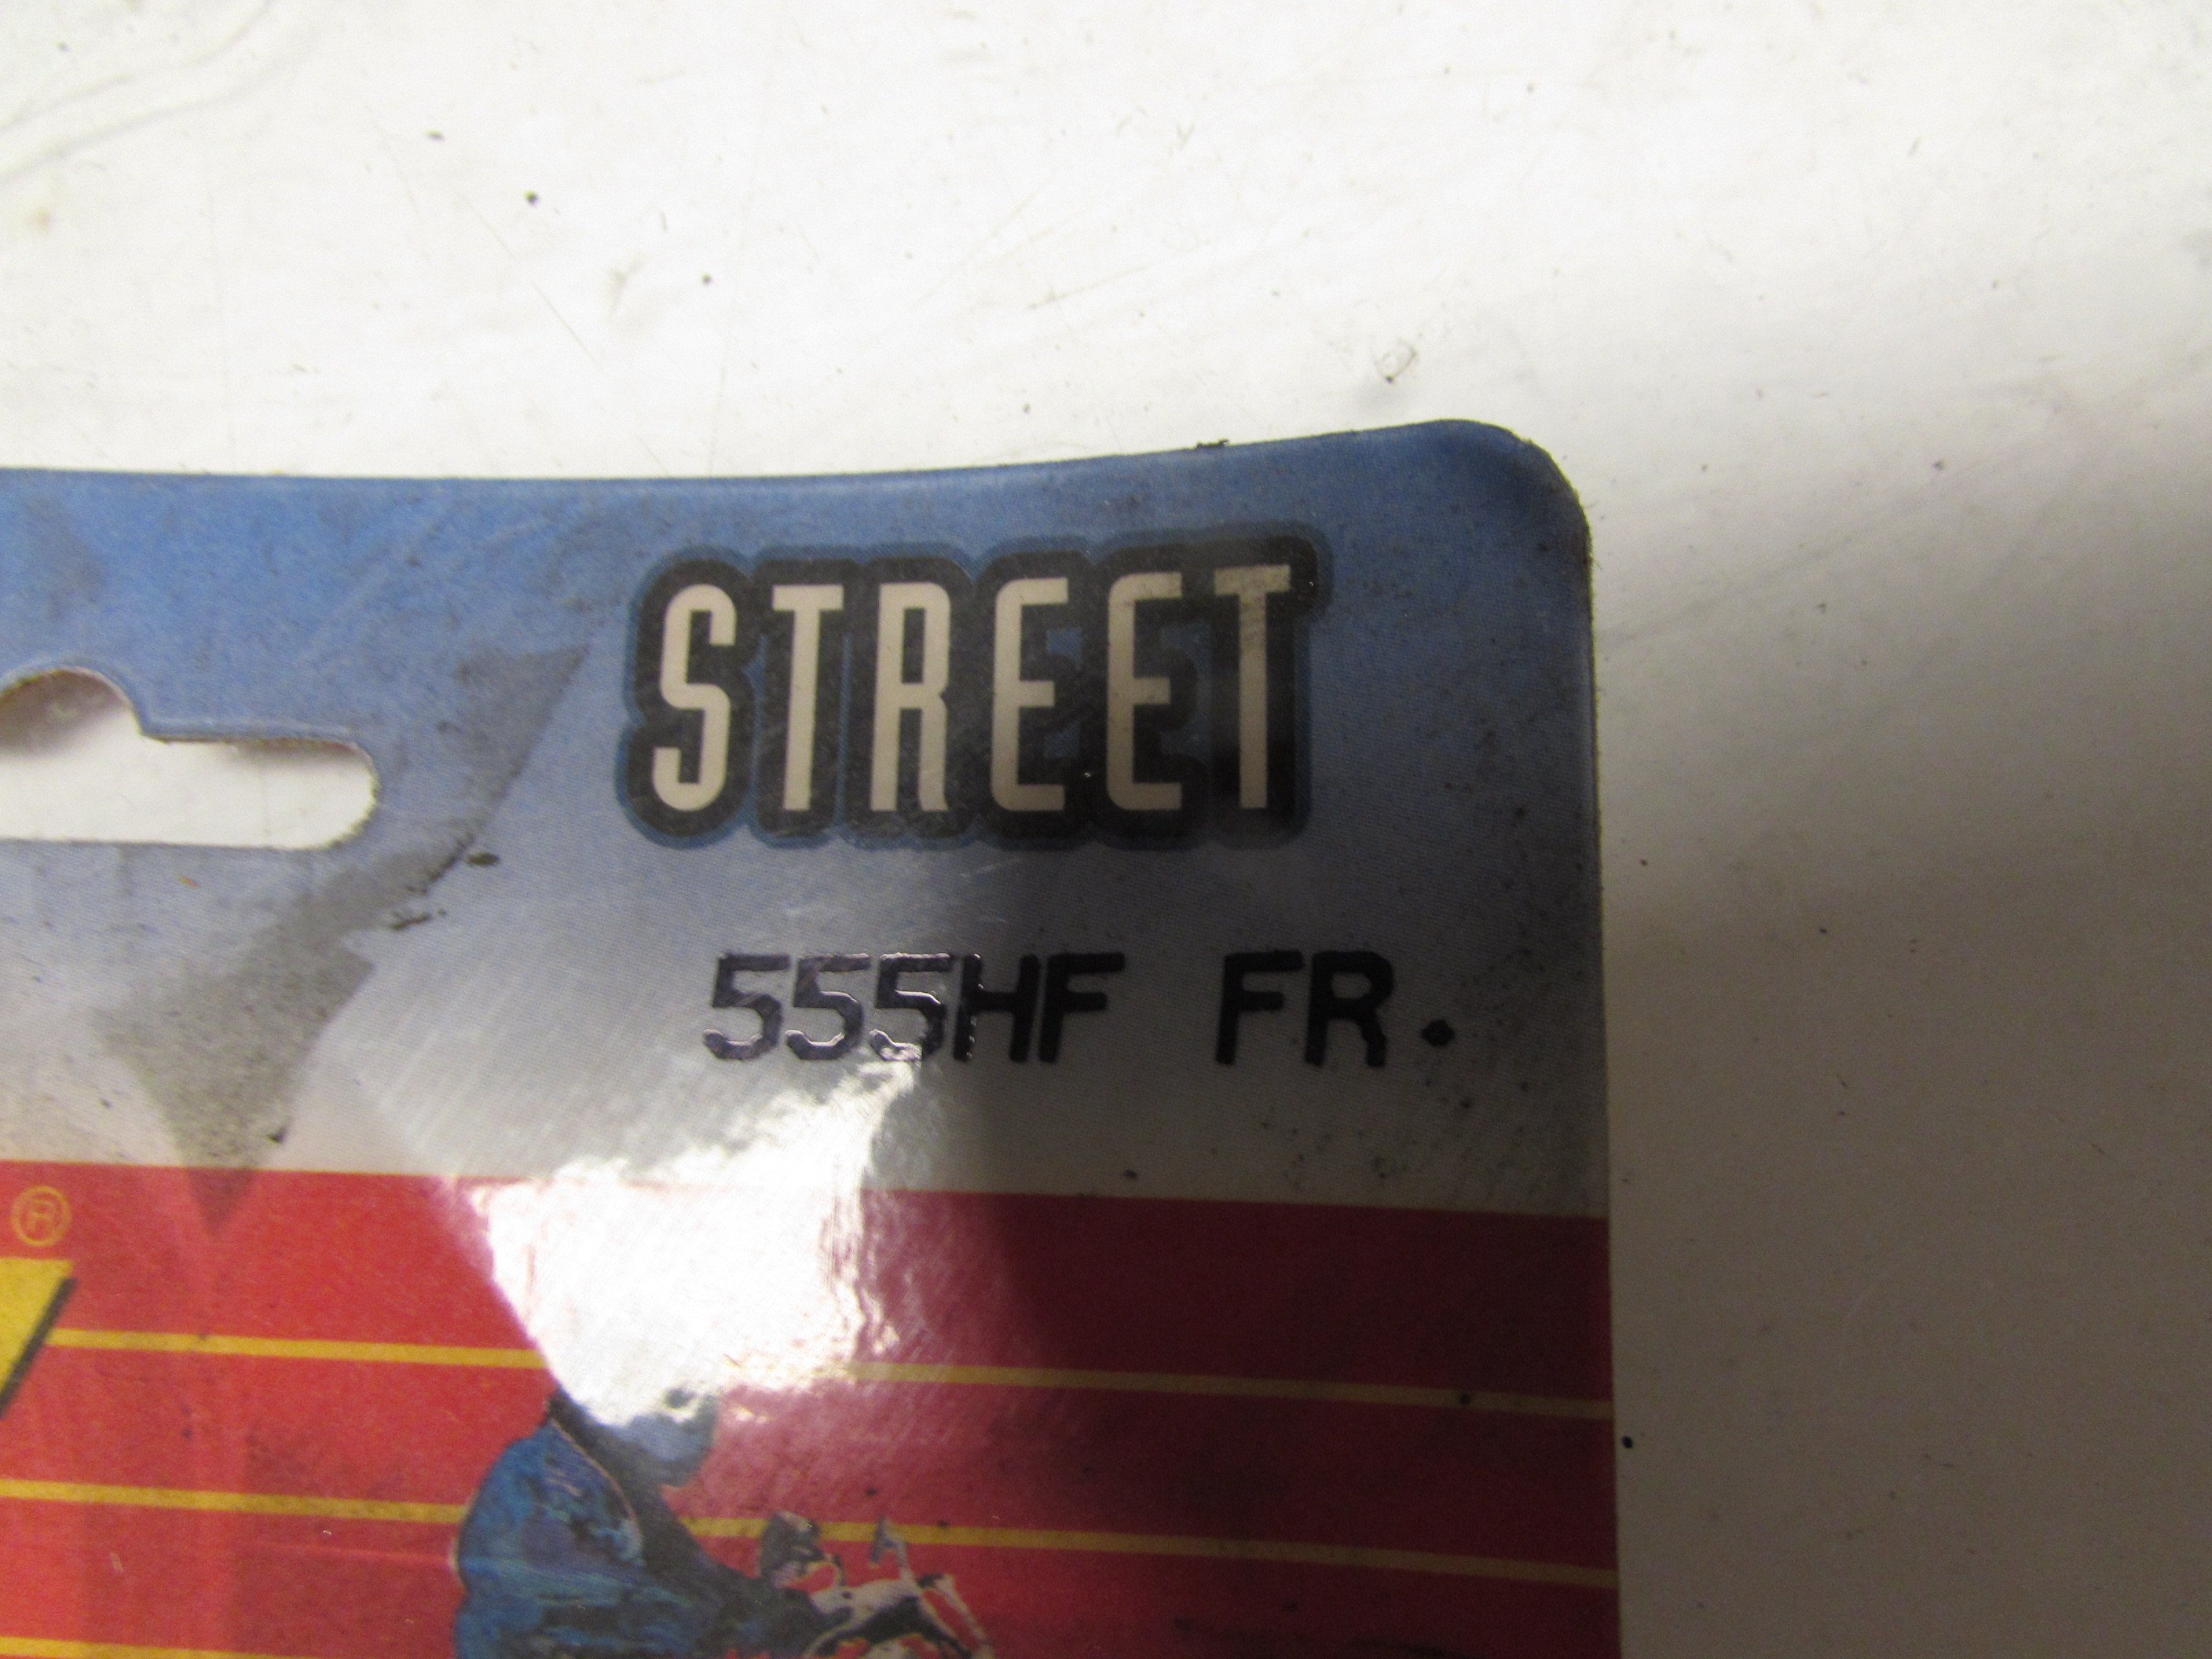 STREET
555HF FR.
®